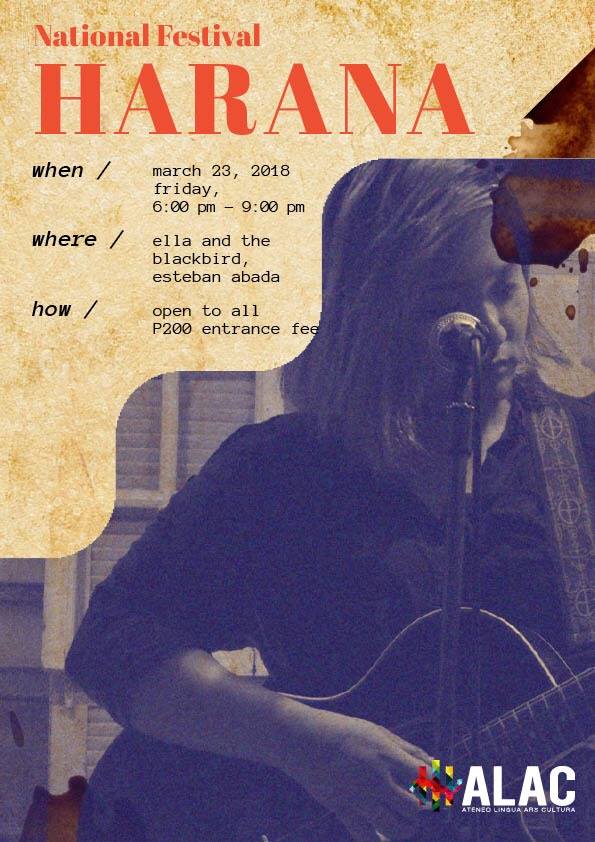 National Festival
HARANA
when / march 23, 2018
friday,
6:00 pm - 9:00 pm
where / ella and the
blackbird,
esteban abada
how / open to all
P200 entrance fee
ALAC
ATENEO LINGUA ARS CULTURA